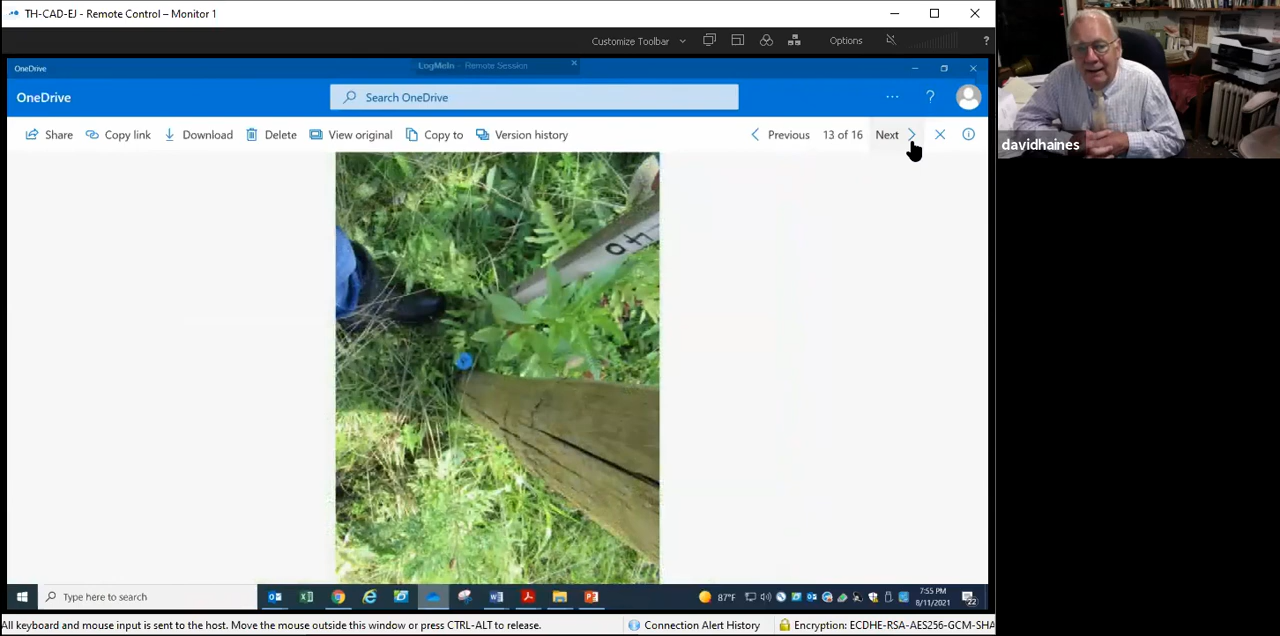 TH-CAD-EJ - Remote Control – Monitor 1
Customize Toolbar
Options
?
OneDrive
LogMeIn - Remote Session
OneDrive
Search OneDrive
?
Share
Copy link
Download
Delete
View original
Copy to
Version history
Previous
13 of 16
Next
davidhaines
Type here to search
87°F
7:55 PM
8/11/2021
22
All keyboard and mouse input is sent to the host. Move the mouse outside this window or press CTRL-ALT to release.
Connection Alert History
Encryption: ECDHE-RSA-AES256-GCM-SHA